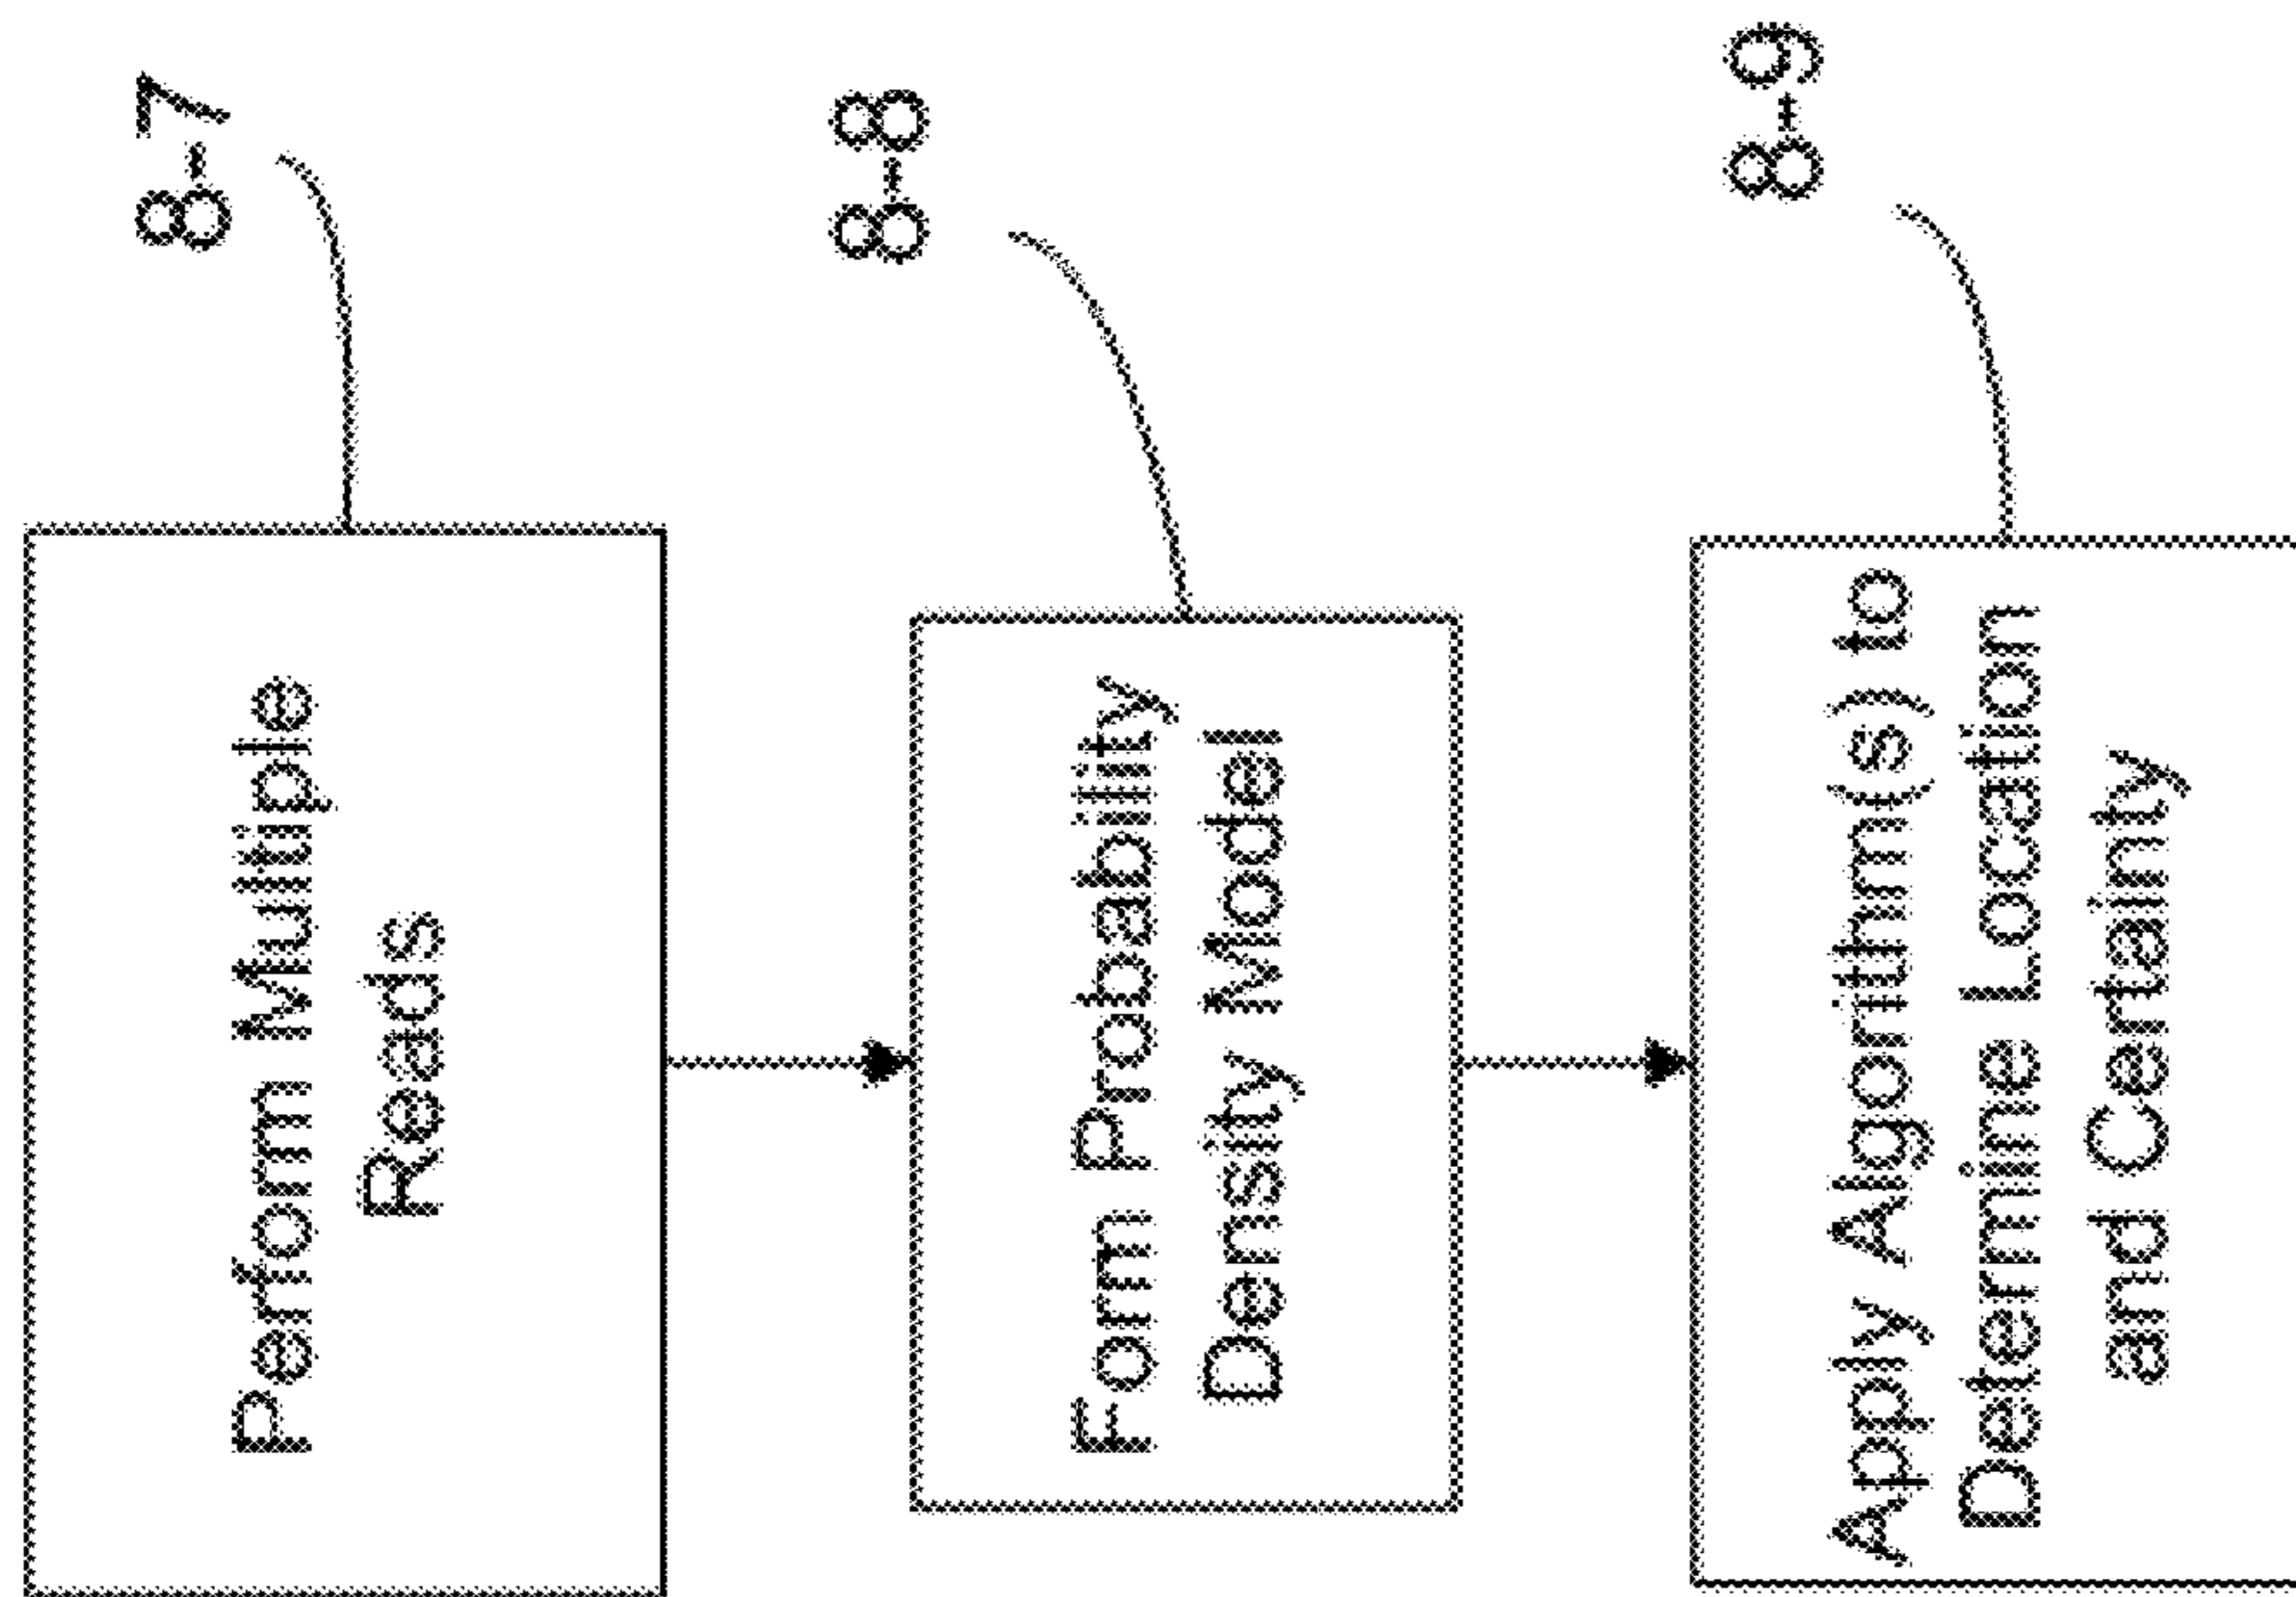 Perform Multiple
Reads
8-7
Form Probability
Density Model
8-8
Apply Algorithm(s) to
Determine Location
and Certainty
8-9